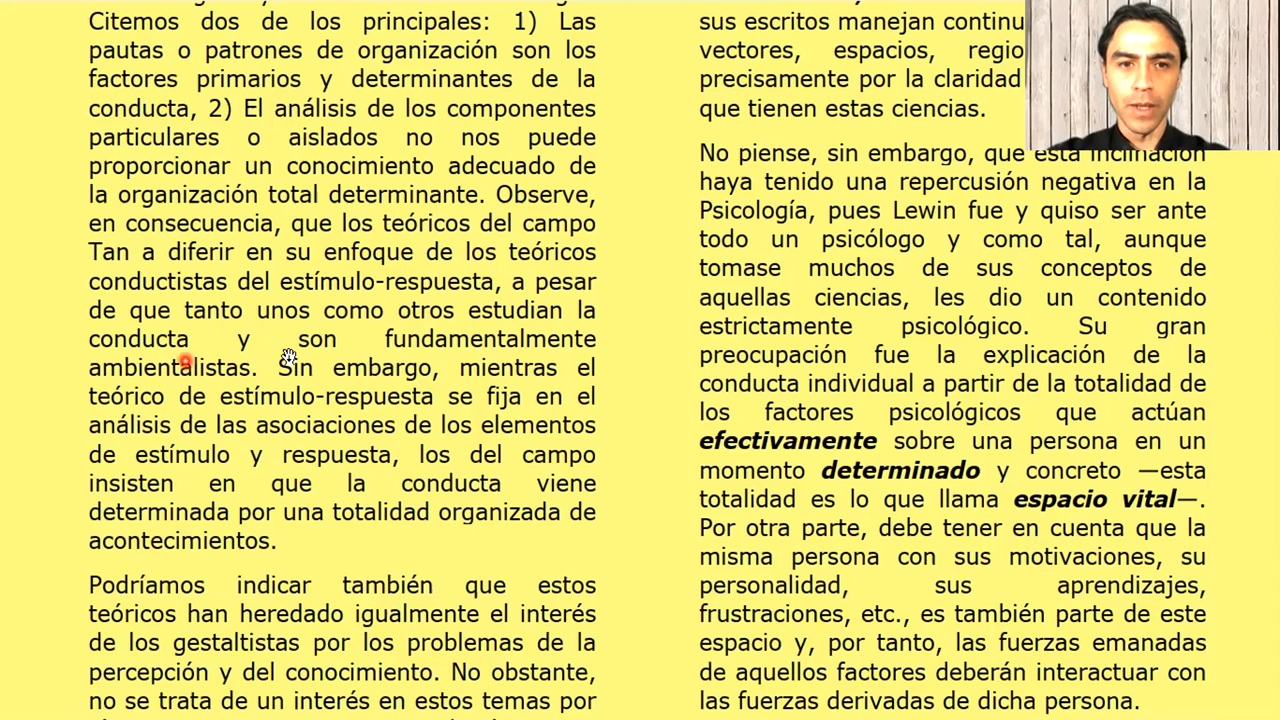 Citemos dos de los principales: 1) Las
pautas o patrones de organización son los
factores primarios y determinantes de la
conducta, 2) El análisis de los componentes
particulares o aislados no nos puede
proporcionar un conocimiento adecuado de
la organización total determinante. Observe,
en consecuencia, que los teóricos del campo
Tan a diferir en su enfoque de los teóricos
conductistas del estímulo-respuesta, a pesar
de que tanto unos como otros estudian la
conducta y son fundamentalmente
ambientalistas. Sin embargo, mientras el
teórico de estímulo-respuesta se fija en el
análisis de las asociaciones de los elementos
de estímulo y respuesta, los del campo
insisten en que la conducta viene
determinada por una totalidad organizada de
acontecimientos.
Podríamos indicar también que estos
teóricos han heredado igualmente el interés
de los gestaltistas por los problemas de la
percepción y del conocimiento. No obstante,
no se trata de un interés en estos temas por
sus escritos manejan
vectores, espacios,
precisamente por la claridad
que tienen estas ciencias.
No piense, sin embargo, que esta inclinación
haya tenido una repercusión negativa en la
Psicología, pues Lewin fue y quiso ser ante
todo un psicólogo y como tal, aunque
tomase muchos de sus conceptos de
aquellas ciencias, les dio un contenido
estrictamente psicológico. Su gran
preocupación fue la explicación de la
conducta individual a partir de la totalidad de
los factores psicológicos que actúan
efectivamente sobre una persona en un
momento determinado y concreto —esta
totalidad es lo que llama espacio vital—.
Por otra parte, debe tener en cuenta que la
misma persona con sus motivaciones, su
personalidad, sus aprendizajes,
frustraciones, etc., es también parte de este
espacio y, por tanto, las fuerzas emanadas
de aquellos factores deberán interactuar con
las fuerzas derivadas de dicha persona.